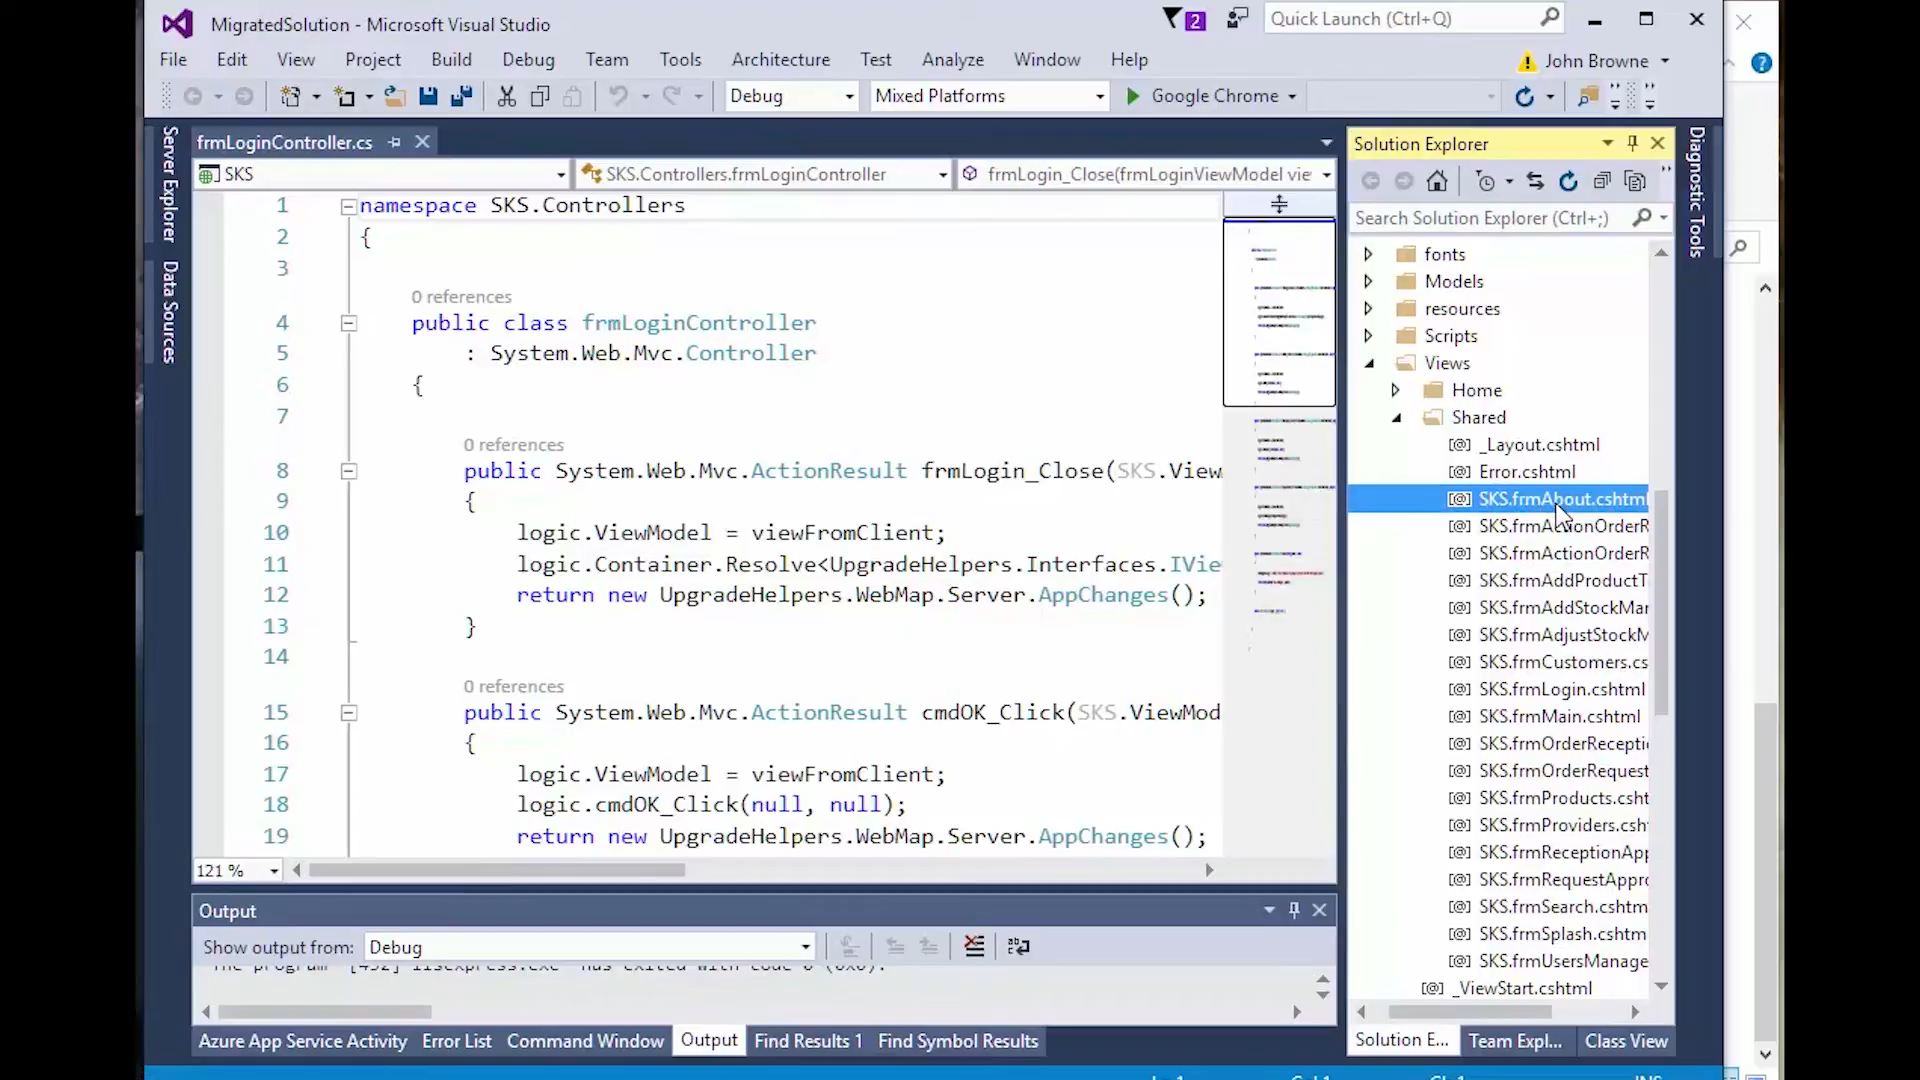 MigratedSolution - Microsoft Visual Studio
2
Quick Launch (Ctrl+Q)
File Edit View Project Build Debug Team Tools Architecture Test Analyze Window Help
John Browne
Debug
Mixed Platforms
Google Chrome
Server Explorer
Data Sources
frmLoginController.cs
SKS
SKS.Controllers.frmLoginController
frmLogin_Close(frmLoginViewModel vie
1 namespace SKS.Controllers
2 {
3
0 references
4 public class frmLoginController
5 : System.Web.Mvc.Controller
6 {
7
0 references
8 public System.Web.Mvc.ActionResult frmLogin_Close(SKS.View
9 {
10 logic.ViewModel = viewFromClient;
11 logic.Container.Resolve<UpgradeHelpers.Interfaces.IVie
12 return new UpgradeHelpers.WebMap.Server.AppChanges();
13 }
14
0 references
15 public System.Web.Mvc.ActionResult cmdOK_Click(SKS.ViewMod
16 {
17 logic.ViewModel = viewFromClient;
18 logic.cmdOK_Click(null, null);
19 return new UpgradeHelpers.WebMap.Server.AppChanges();
121 %
Output
Show output from: Debug
Azure App Service Activity Error List Command Window Output Find Results 1 Find Symbol Results
Solution Explorer
Search Solution Explorer (Ctrl+;)
fonts
Models
resources
Scripts
Views
Home
Shared
_Layout.cshtml
Error.cshtml
SKS.frmAbout.cshtml
SKS.frmActionOrderR
SKS.frmActionOrderR
SKS.frmAddProductT
SKS.frmAddStockMar
SKS.frmAdjustStockM
SKS.frmCustomers.cs
SKS.frmLogin.cshtml
SKS.frmMain.cshtml
SKS.frmOrderRecepti
SKS.frmOrderRequest
SKS.frmProducts.csht
SKS.frmProviders.csh
SKS.frmReceptionApp
SKS.frmRequestAppro
SKS.frmSearch.cshtm
SKS.frmSplash.cshtm
SKS.frmUsersManage
_ViewStart.cshtml
Solution E... Team Expl... Class View
Diagnostic Tools